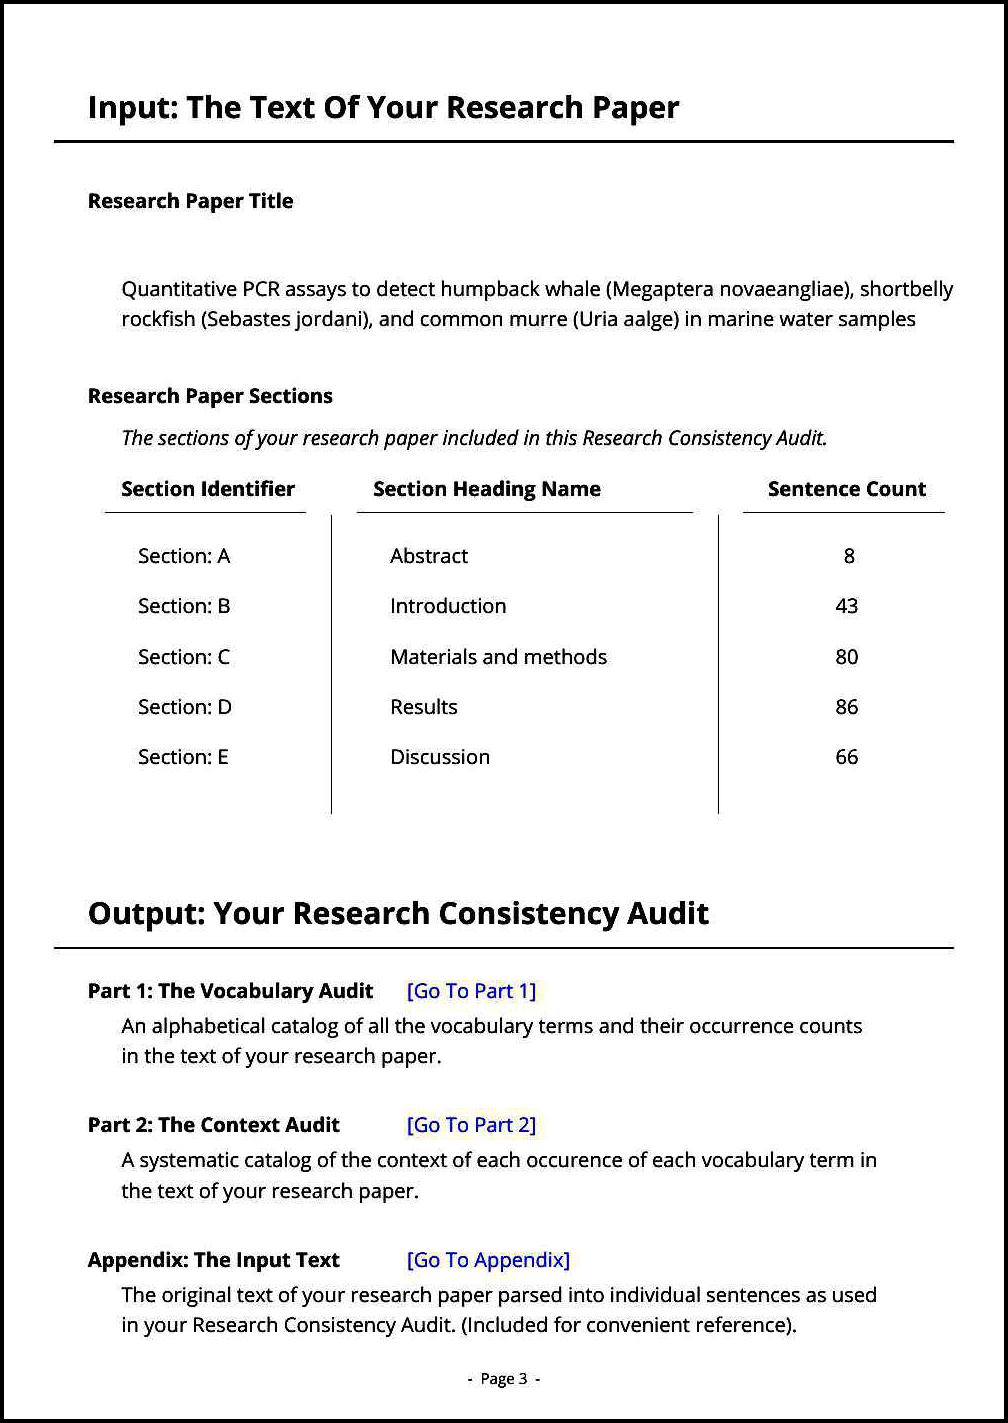 Input: The Text Of Your Research Paper
Research Paper Title
Quantitative PCR assays to detect humpback whale (Megaptera novaeangliae), shortbelly
rockfish (Sebastes jordani), and common murre (Uria aalge) in marine water samples
Research Paper Sections
The sections of your research paper included in this Research Consistency Audit.
Section Identifier Section Heading Name Sentence Count
Section: A Abstract 8
Section: B Introduction 43
Section: C Materials and methods 80
Section: D Results 86
Section: E Discussion 66
Output: Your Research Consistency Audit
Part 1: The Vocabulary Audit [Go To Part 1]
An alphabetical catalog of all the vocabulary terms and their occurrence counts
in the text of your research paper.
Part 2: The Context Audit [Go To Part 2]
A systematic catalog of the context of each occurence of each vocabulary term in
the text of your research paper.
Appendix: The Input Text [Go To Appendix]
The original text of your research paper parsed into individual sentences as used
in your Research Consistency Audit. (Included for convenient reference).
- Page 3 -